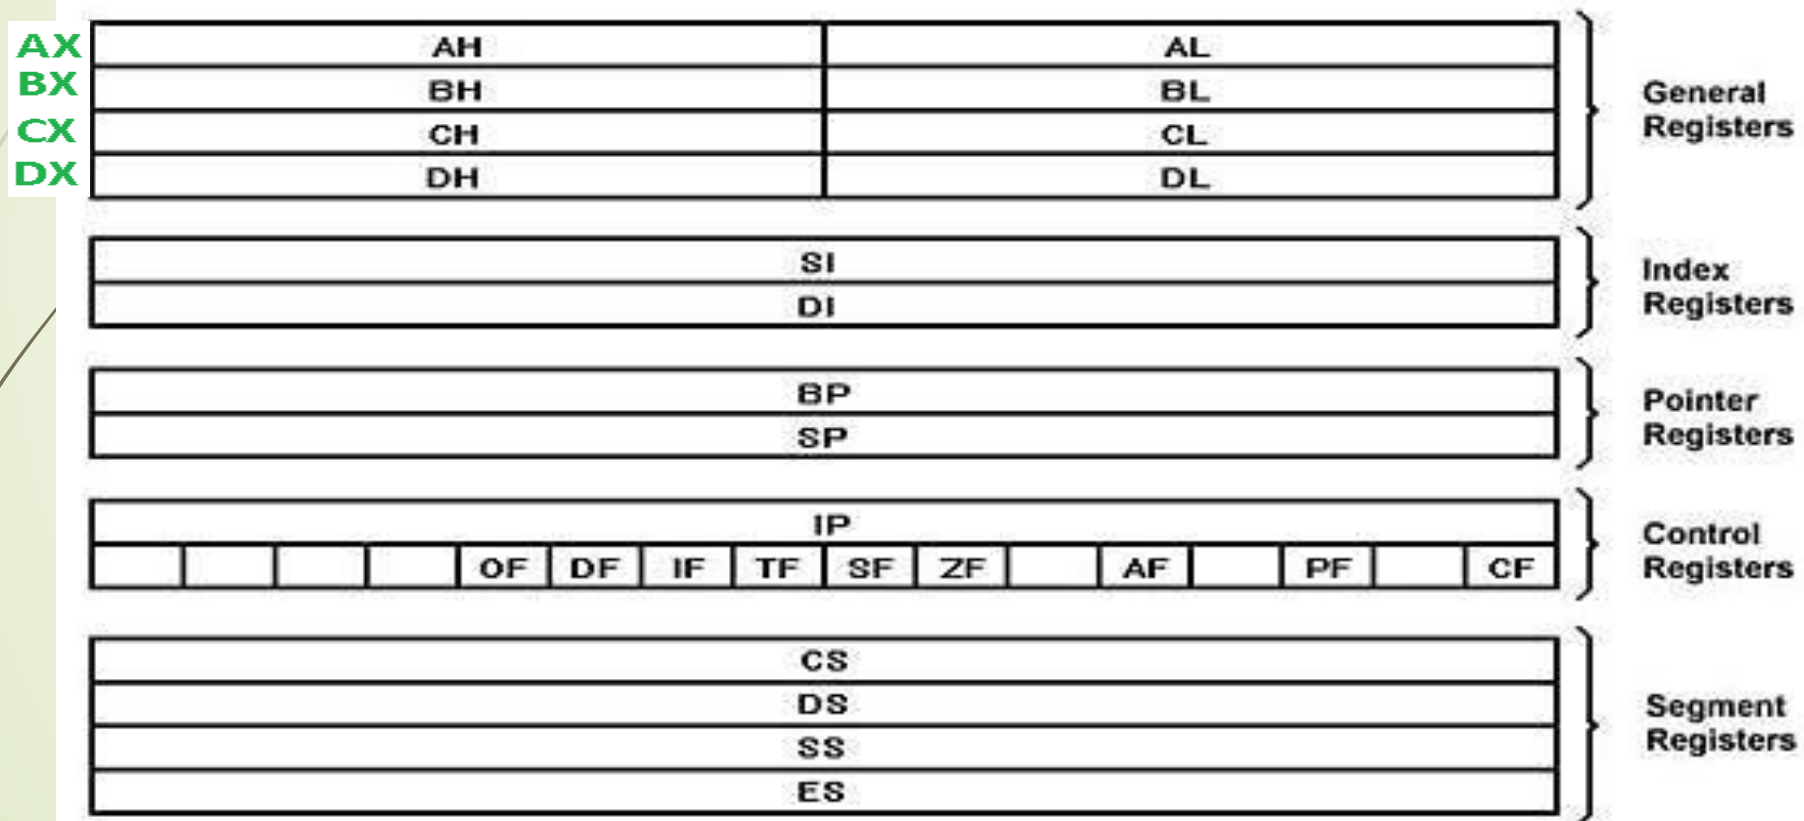 AX AH AL
BX BH BL
CX CH CL
DX DH DL
General
Registers
SI
DI
Index
Registers
BP
SP
Pointer
Registers
IP
OF DF IF TF SF ZF AF PF CF
Control
Registers
CS
DS
SS
ES
Segment
Registers